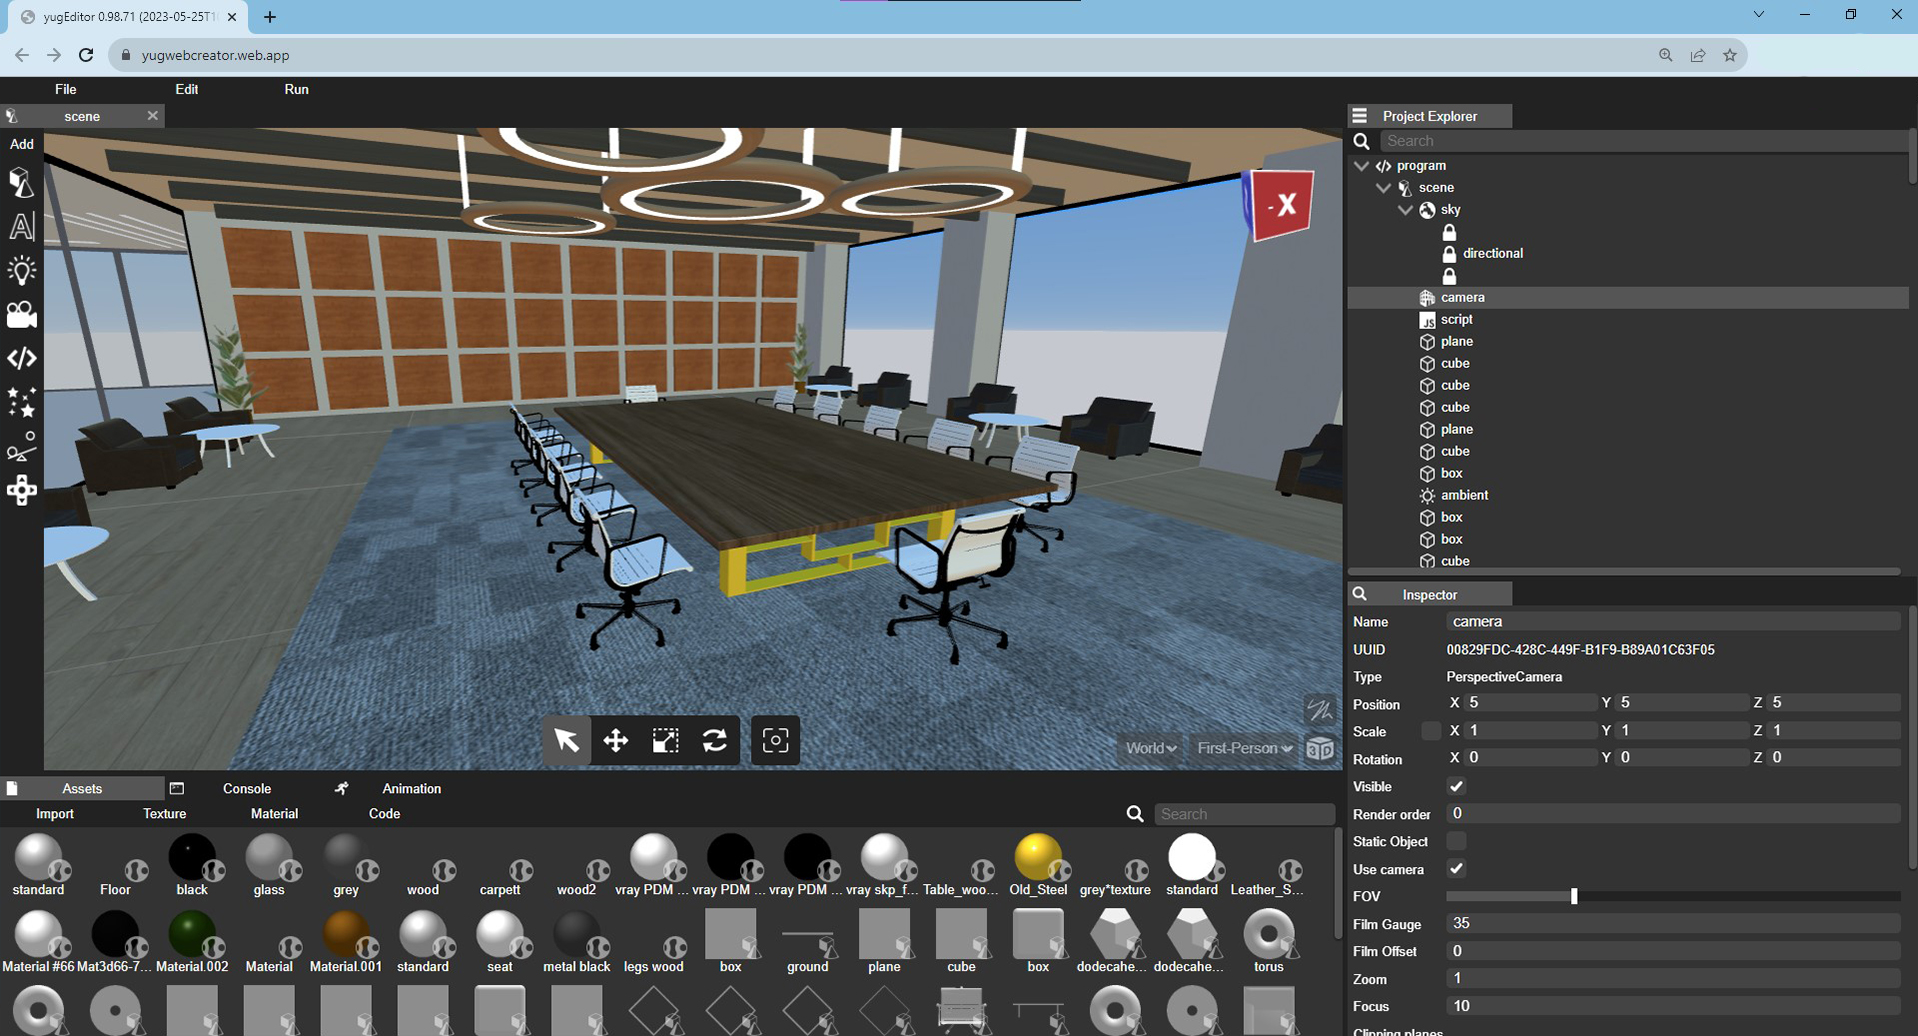 yugEditor 0.98.71 (2023-05-25T1
yugwebcreator.web.app
File Edit Run
scene
Add
-X
World First-Person
3D
Project Explorer
Search
program
scene
sky
directional
camera
JS script
plane
cube
cube
cube
plane
cube
box
ambient
box
box
cube
Inspector
Name camera
UUID 00829FDC-428C-449F-B1F9-B89A01C63F05
Type PerspectiveCamera
Position X 5 Y 5 Z 5
Scale X 1 Y 1 Z 1
Rotation X 0 Y 0 Z 0
Visible
Render order 0
Static Object
Use camera
FOV
Film Gauge 35
Film Offset 0
Zoom 1
Focus 10
Clipping planes
Assets Console Animation
Import Texture Material Code
Search
standard Floor black glass grey wood carpett wood2 vray PDM ... vray PDM ... vray PDM ... vray skp_f... Table_woo... Old_Steel grey*texture standard Leather_S...
Material #66 Mat3d66-7... Material.002 Material Material.001 standard seat metal black legs wood box ground plane cube box dodecahe... dodecahe... torus